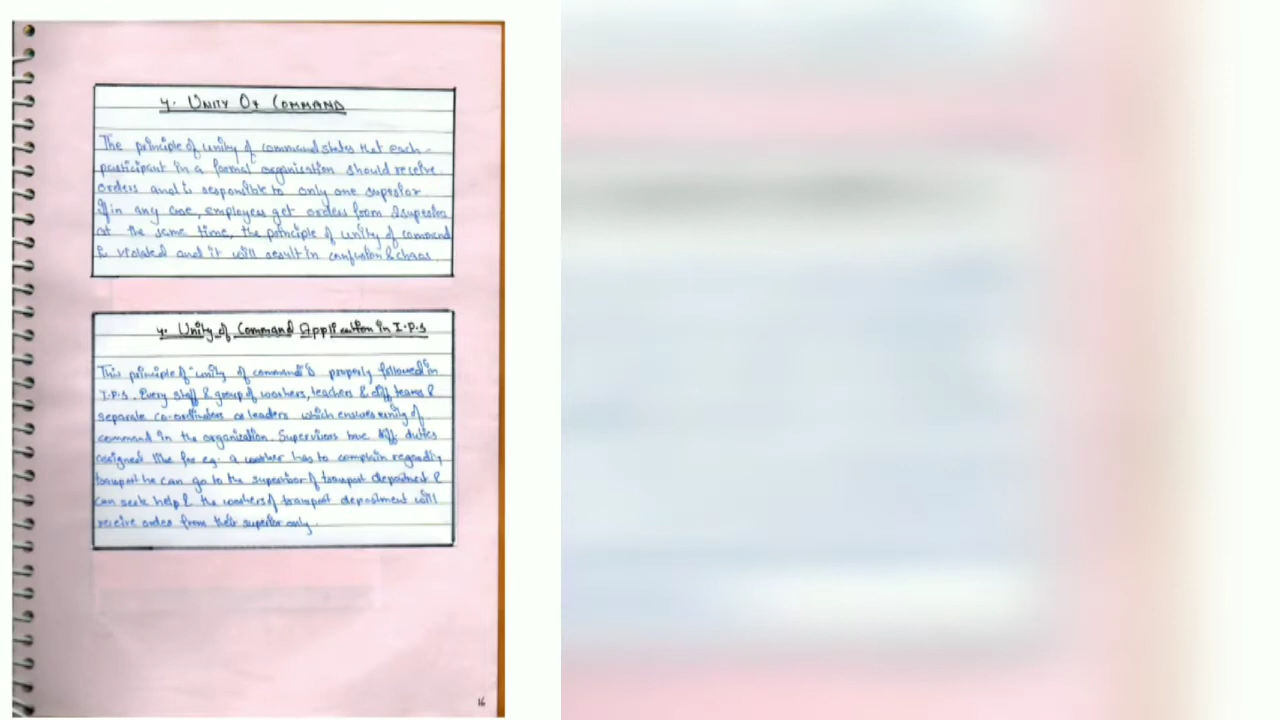 4. UNITY OF COMMAND
The principle of unity of command states that each
participant in a formal organisation should receive
orders and is responsible to only one superior
If in any case, employees get orders from 2 superiors
at the same time, the principle of unity of command
is violated and it will result in confusion & chaos.
4. Unity of Command Application in I.P.S
This principle of "unity of command" is properly followed in
I.P.S. Every staff & group of workers, teachers & diff teams &
separate co-ordinators or leaders which ensures unity of
command in the organization. Supervisors have diff duties
assigned like for eg. a worker has to complain regardig
transport he can go to the superior of transport department &
can seek help & the workers of transport department will
receive order from their superior only.
16